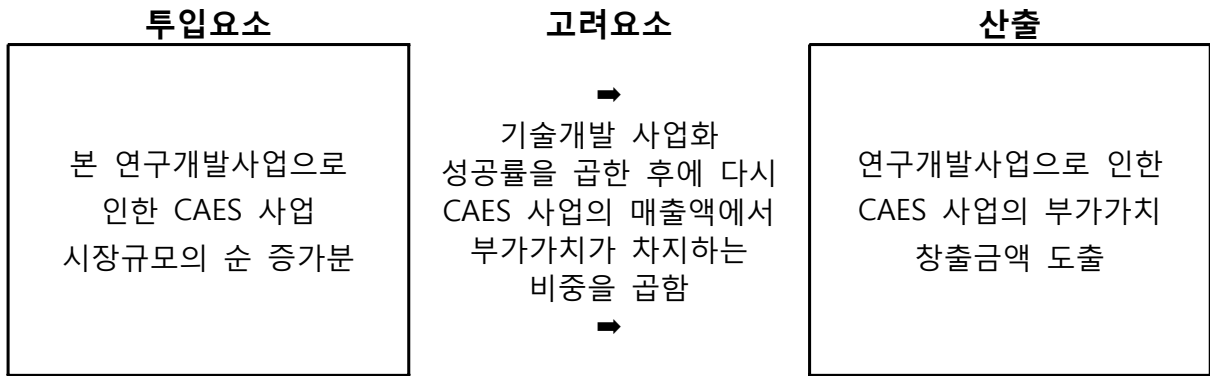 투입요소
본 연구개발사업으로
인한 CAES 사업
시장규모의 순 증가분
고려요소
➡
기술개발 사업화
성공률을 곱한 후에 다시
CAES 사업의 매출액에서
부가가치가 차지하는
비중을 곱함
➡
산출
연구개발사업으로 인한
CAES 사업의 부가가치
창출금액 도출